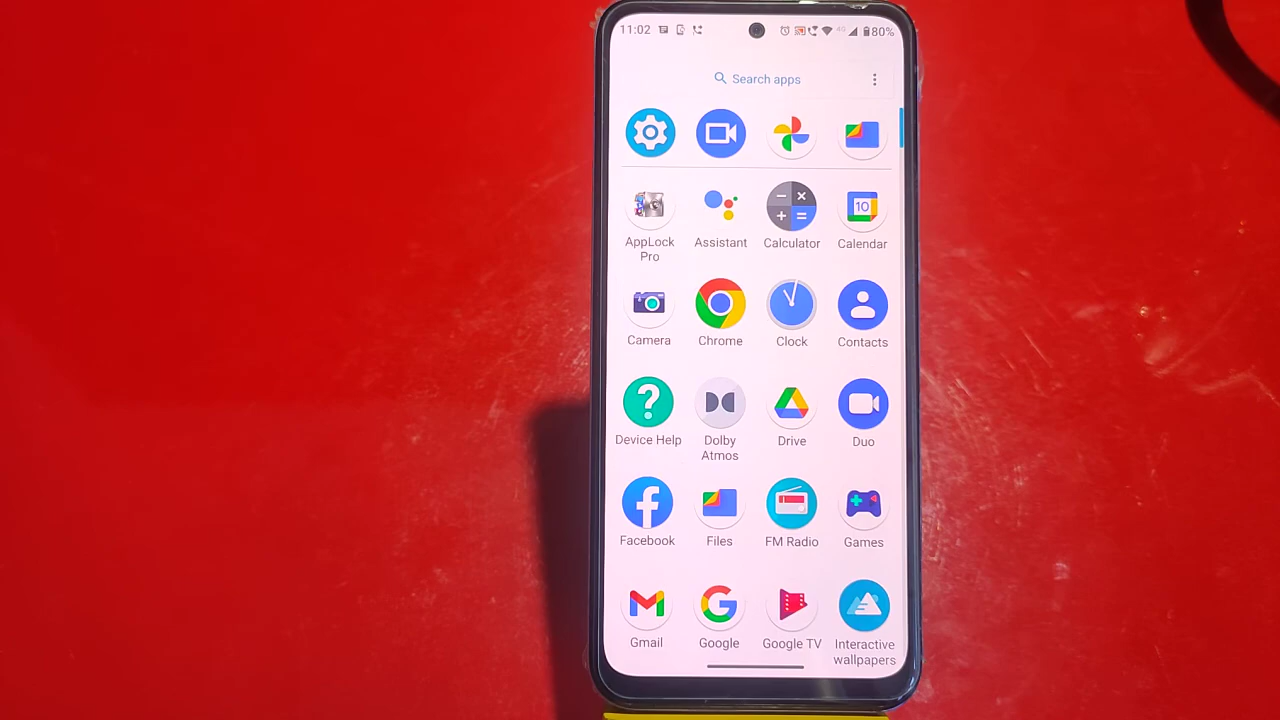 11:02
4G
80%
Search apps
10
AppLock
Pro
Assistant
Calculator
Calendar
Camera
Chrome
Clock
Contacts
Device Help
Dolby
Atmos
Drive
Duo
Facebook
Files
FM Radio
Games
Gmail
Google
Google TV
Interactive
wallpapers